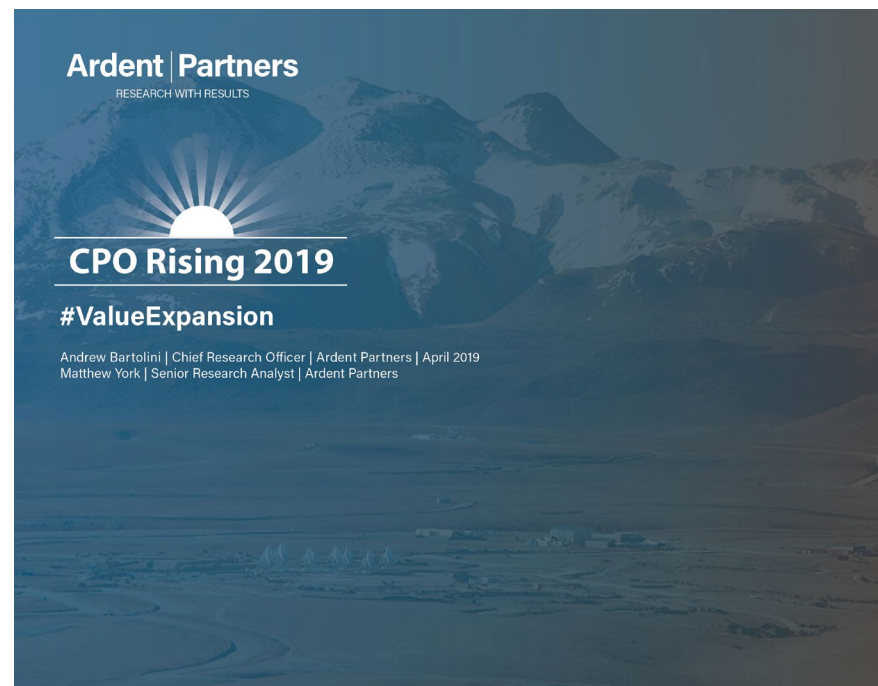 Ardent | Partners
RESEARCH WITH RESULTS
CPO Rising 2019
#ValueExpansion
Andrew Bartolini | Chief Research Officer | Ardent Partners | April 2019
Matthew York | Senior Research Analyst | Ardent Partners